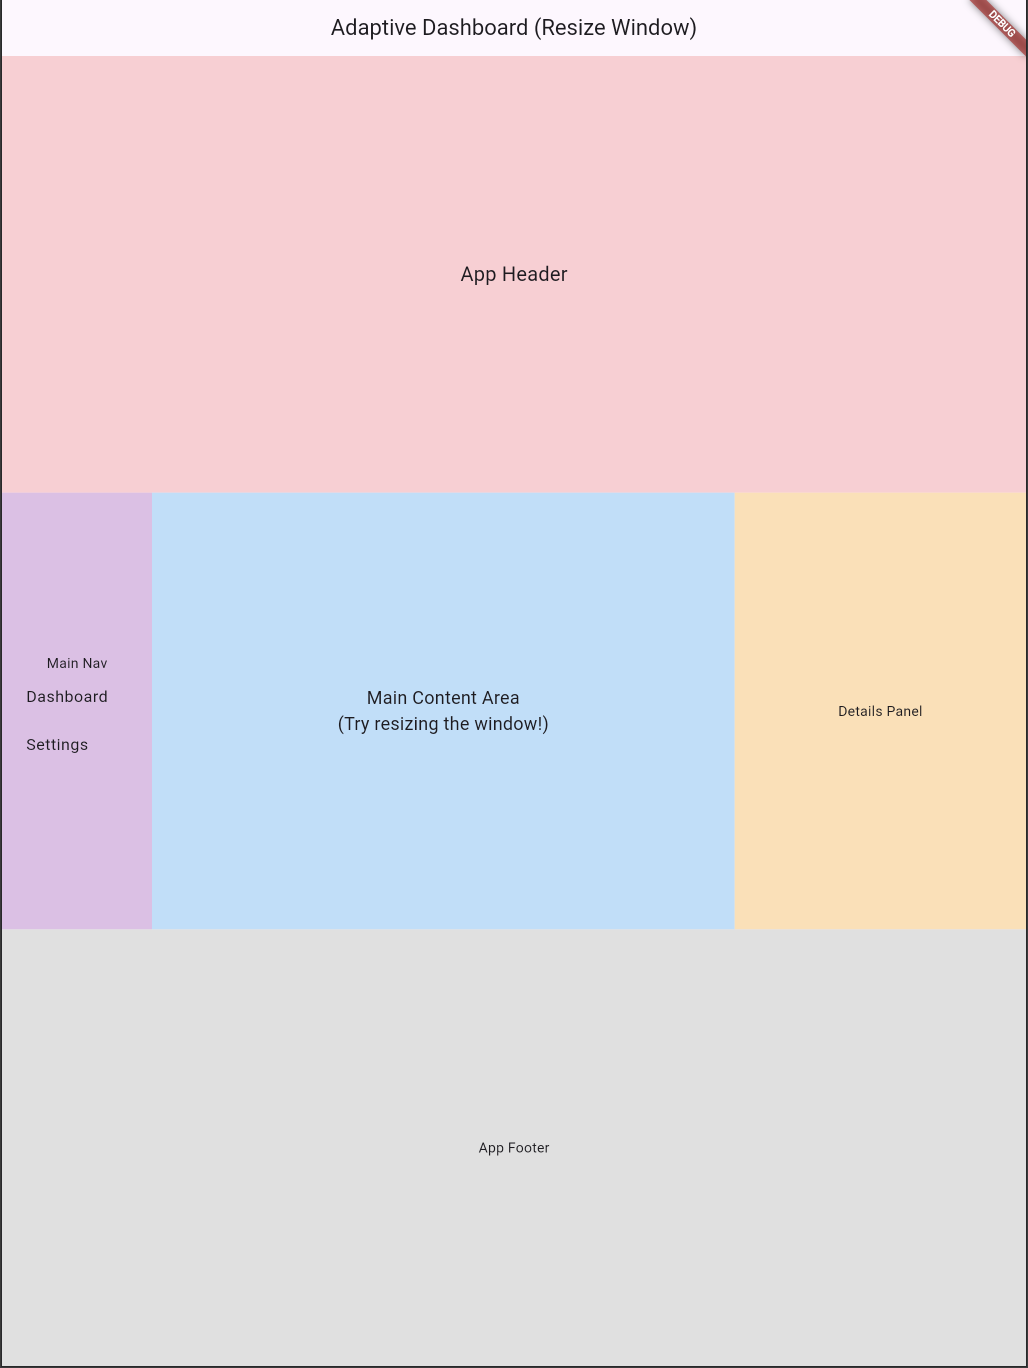 Adaptive Dashboard (Resize Window)
DEBUG
App Header
Main Nav
Dashboard
Settings
Main Content Area
(Try resizing the window!)
Details Panel
App Footer